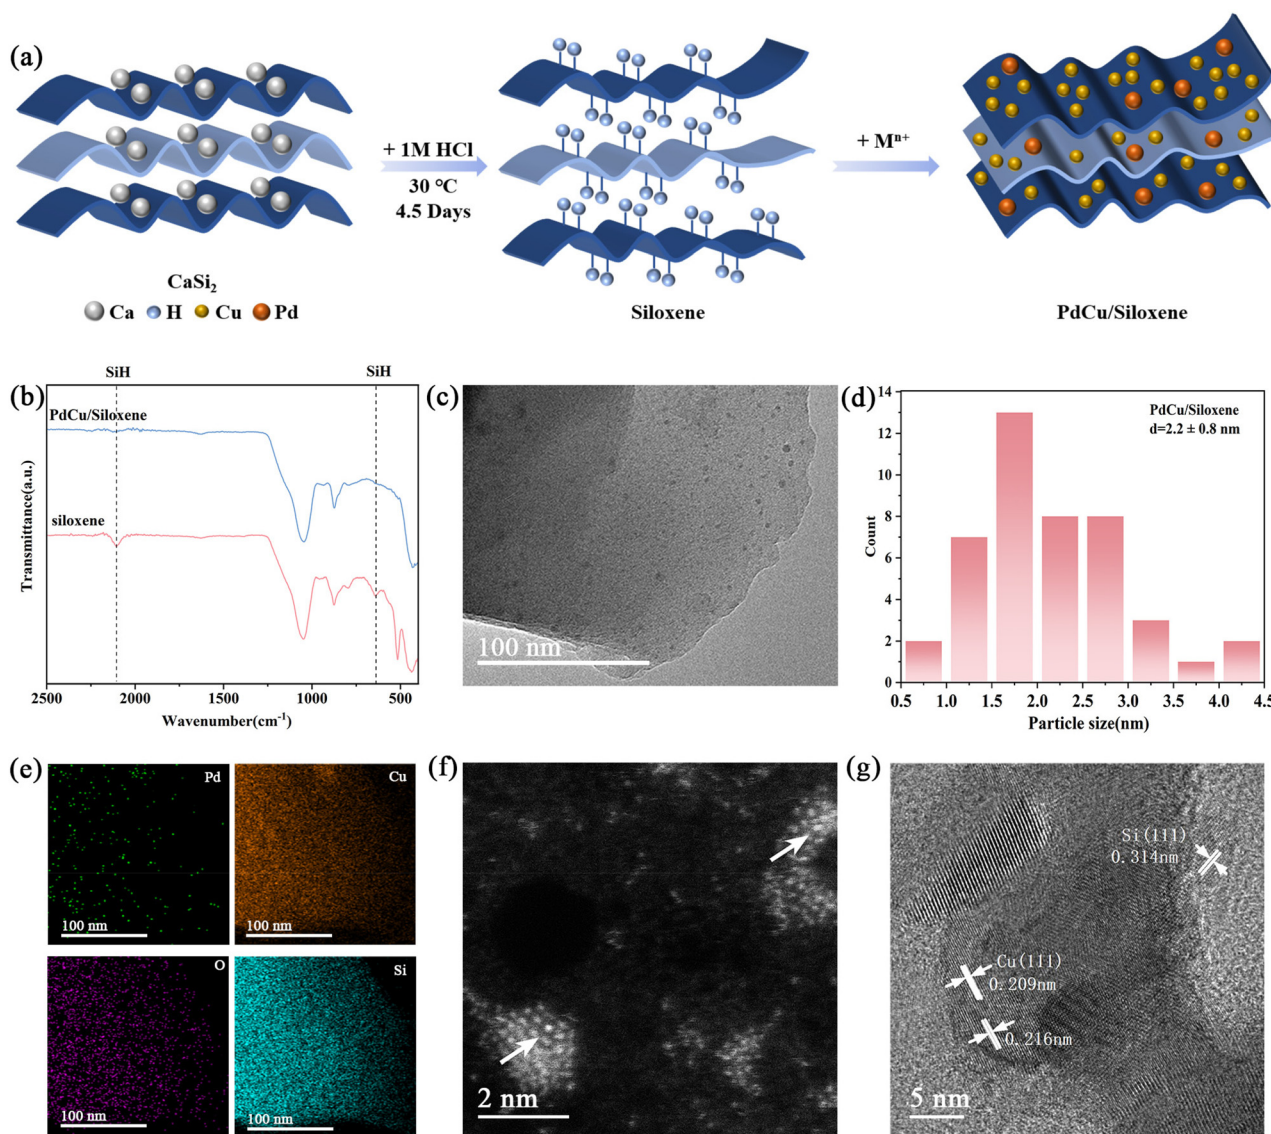 (a)
+ 1M HCl
30 °C
4.5 Days
+ Mⁿ⁺
CaSi₂
Ca H Cu Pd
Siloxene
PdCu/Siloxene
(b)
SiH
SiH
PdCu/Siloxene
siloxene
Transmittance(a.u.)
2500 2000 1500 1000 500
Wavenumber(cm⁻¹)
(c)
100 nm
(d)
PdCu/Siloxene
d=2.2 ± 0.8 nm
Count
14
12
10
8
6
4
2
0
0.5 1.0 1.5 2.0 2.5 3.0 3.5 4.0 4.5
Particle size(nm)
(e)
Pd
100 nm
Cu
100 nm
O
100 nm
Si
100 nm
(f)
2 nm
(g)
Si(111)
0.314nm
Cu(111)
0.209nm
0.216nm
5 nm